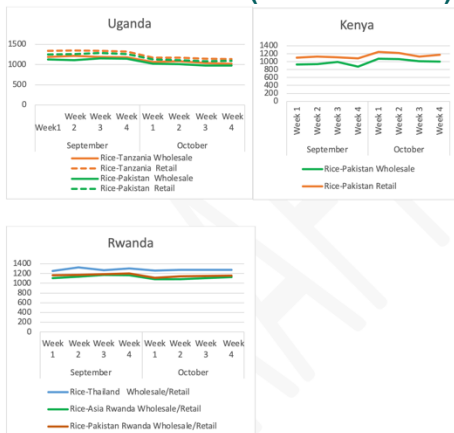 Uganda
1500
1000
500
0
Week1 Week 2 Week 3 Week 4 Week 1 Week 2 Week 3 Week 4
September October
Rice-Tanzania Wholesale
Rice-Tanzania Retail
Rice-Pakistan Wholesale
Rice-Pakistan Retail
Kenya
1400
1200
1000
800
600
400
200
0
Week 1 Week 2 Week 3 Week 4 Week 1 Week 2 Week 3 Week 4
September October
Rice-Pakistan Wholesale
Rice-Pakistan Retail
Rwanda
1400
1200
1000
800
600
400
200
0
Week 1 Week 2 Week 3 Week 4 Week 1 Week 2 Week 3 Week 4
September October
Rice-Thailand Wholesale/Retail
Rice-Asia Rwanda Wholesale/Retail
Rice-Pakistan Rwanda Wholesale/Retail